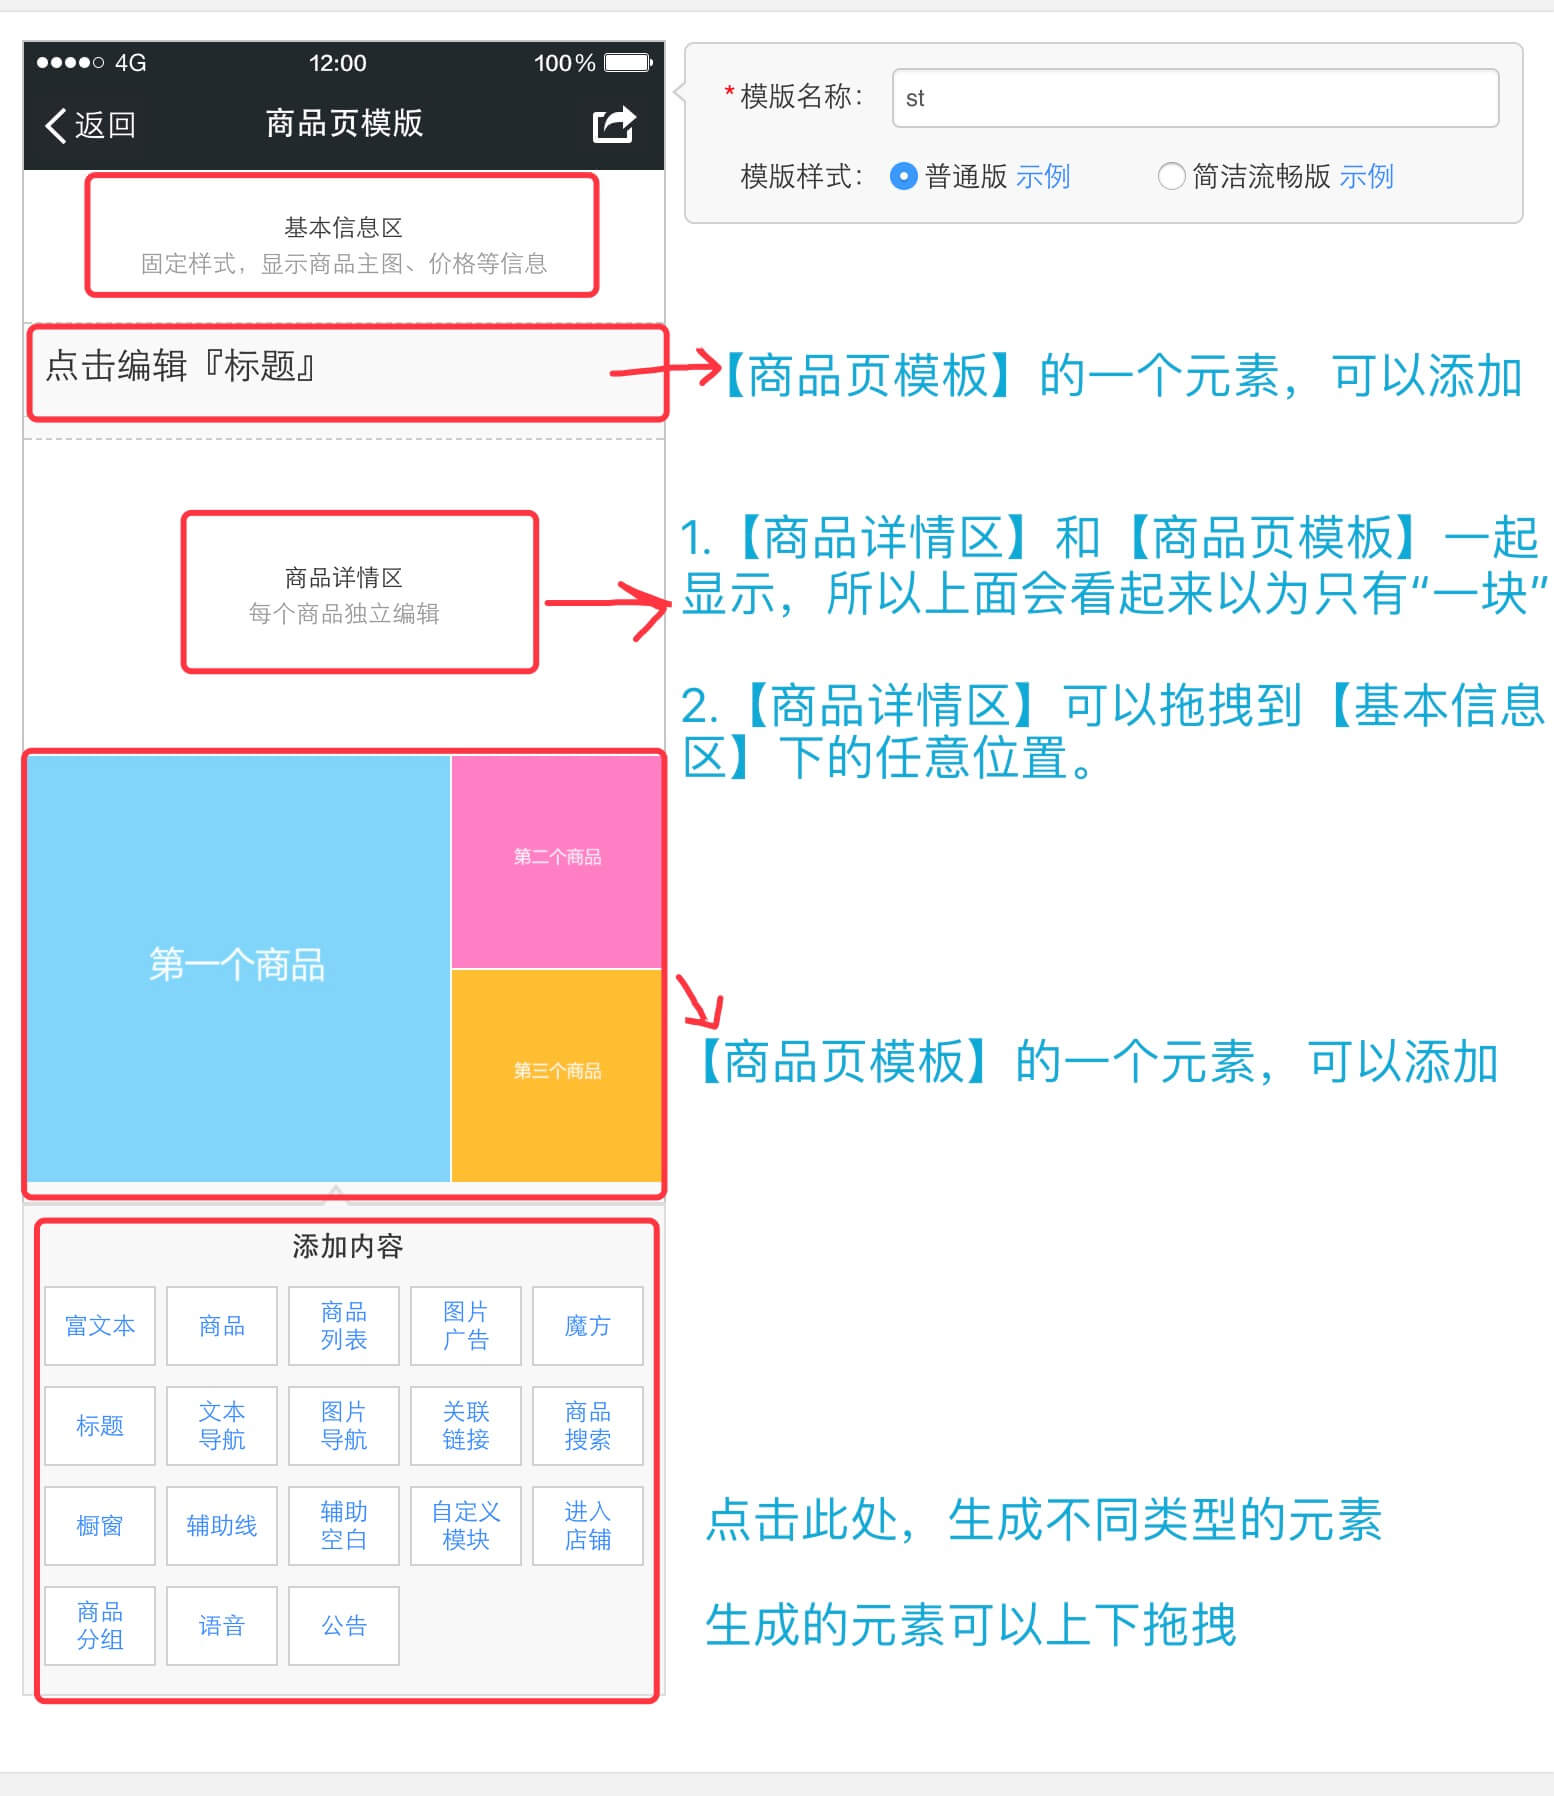 4G 12:00 100%
返回 商品页模版
*模版名称： st
模版样式： 普通版 示例 简洁流畅版 示例
基本信息区
固定样式，显示商品主图、价格等信息
点击编辑『标题』
【商品页模板】的一个元素，可以添加
商品详情区
每个商品独立编辑
1.【商品详情区】和【商品页模板】一起
显示，所以上面会看起来以为只有“一块”
2.【商品详情区】可以拖拽到【基本信息
区】下的任意位置。
第一个商品
第二个商品
第三个商品
【商品页模板】的一个元素，可以添加
添加内容
富文本
商品
商品
列表
图片
广告
魔方
标题
文本
导航
图片
导航
关联
链接
商品
搜索
橱窗
辅助线
辅助
空白
自定义
模块
进入
店铺
商品
分组
语音
公告
点击此处，生成不同类型的元素
生成的元素可以上下拖拽